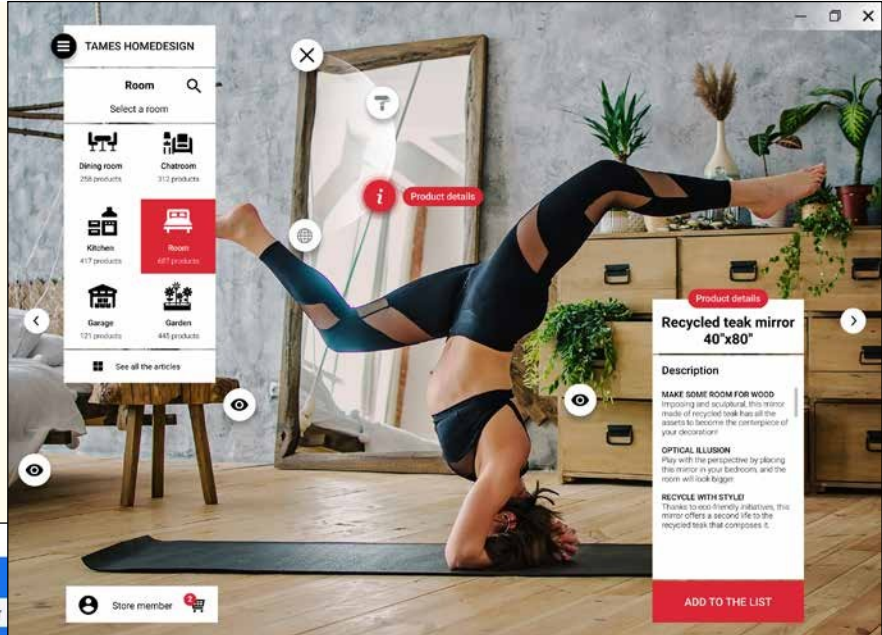 TAMES HOMEDESIGN
Room
Select a room
Dining room
258 products
Chatroom
312 products
Kitchen
417 products
Room
687 products
Garage
121 products
Garden
445 products
See all the articles
Store member
2
i
Product details
Product details
Recycled teak mirror
40"x80"
Description
MAKE SOME ROOM FOR WOOD
Imposing and sculptural, this mirror
made of recycled teak has all the
assets to become the centerpiece of
your decoration!
OPTICAL ILLUSION
Play with the perspective by placing
this mirror in your bedroom, and the
room will look bigger.
RECYCLE WITH STYLE!
Thanks to eco-friendly initiatives, this
mirror offers a second life to the
recycled teak that composes it.
ADD TO THE LIST